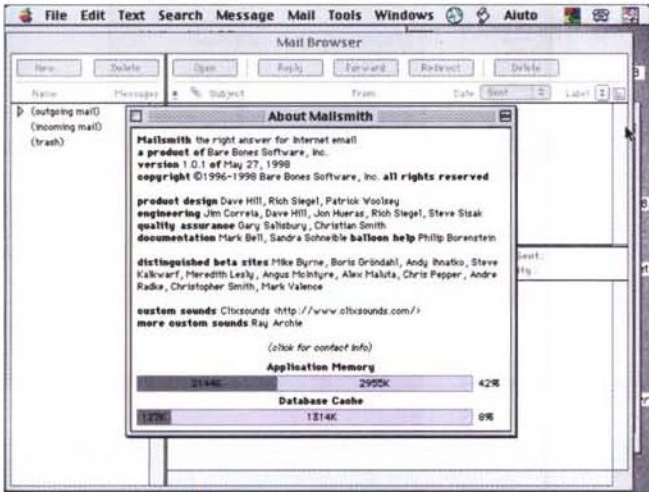 File Edit Text Search Message Mail Tools Windows Aiuto
Mail Browser
New... Delete Open Reply Forward Redirect Delete
Name Messages Subject From Date Sent Label
(outgoing mail)
(incoming mail)
(trash)
About Mailsmith
Mailsmith the right answer for Internet email
a product of Bare Bones Software, Inc.
version 1.0.1 of May 27, 1998
copyright ©1996-1998 Bare Bones Software, Inc. all rights reserved
product design Dave Hill, Rich Siegel, Patrick Woolsey
engineering Jim Correia, Dave Hill, Jon Hueras, Rich Siegel, Steve Sisak
quality assurance Gary Salisbury, Christian Smith
documentation Mark Bell, Sandra Schneible balloon help Philip Borenstein
distinguished beta sites Mike Byrne, Boris Gröndahl, Andy Ihnatko, Steve
Kalkwarf, Meredith Lesly, Angus McIntyre, Alex Maluta, Chris Pepper, Andre
Radke, Christopher Smith, Mark Valence
custom sounds Clixsounds <http://www.clixsounds.com/>
more custom sounds Ray Archie
(click for contact info)
Application Memory
2144K 2955K 42%
Database Cache
127K 1314K 8%